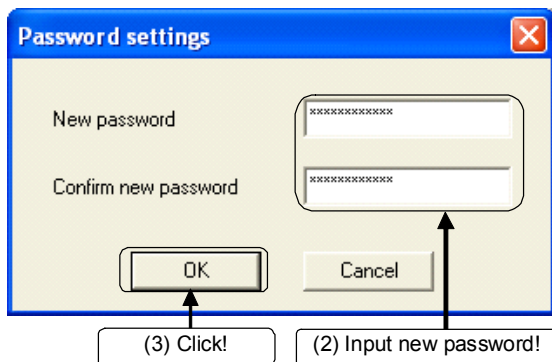 Password settings
New password
************
Confirm new password
************
OK Cancel
(3) Click! (2) Input new password!